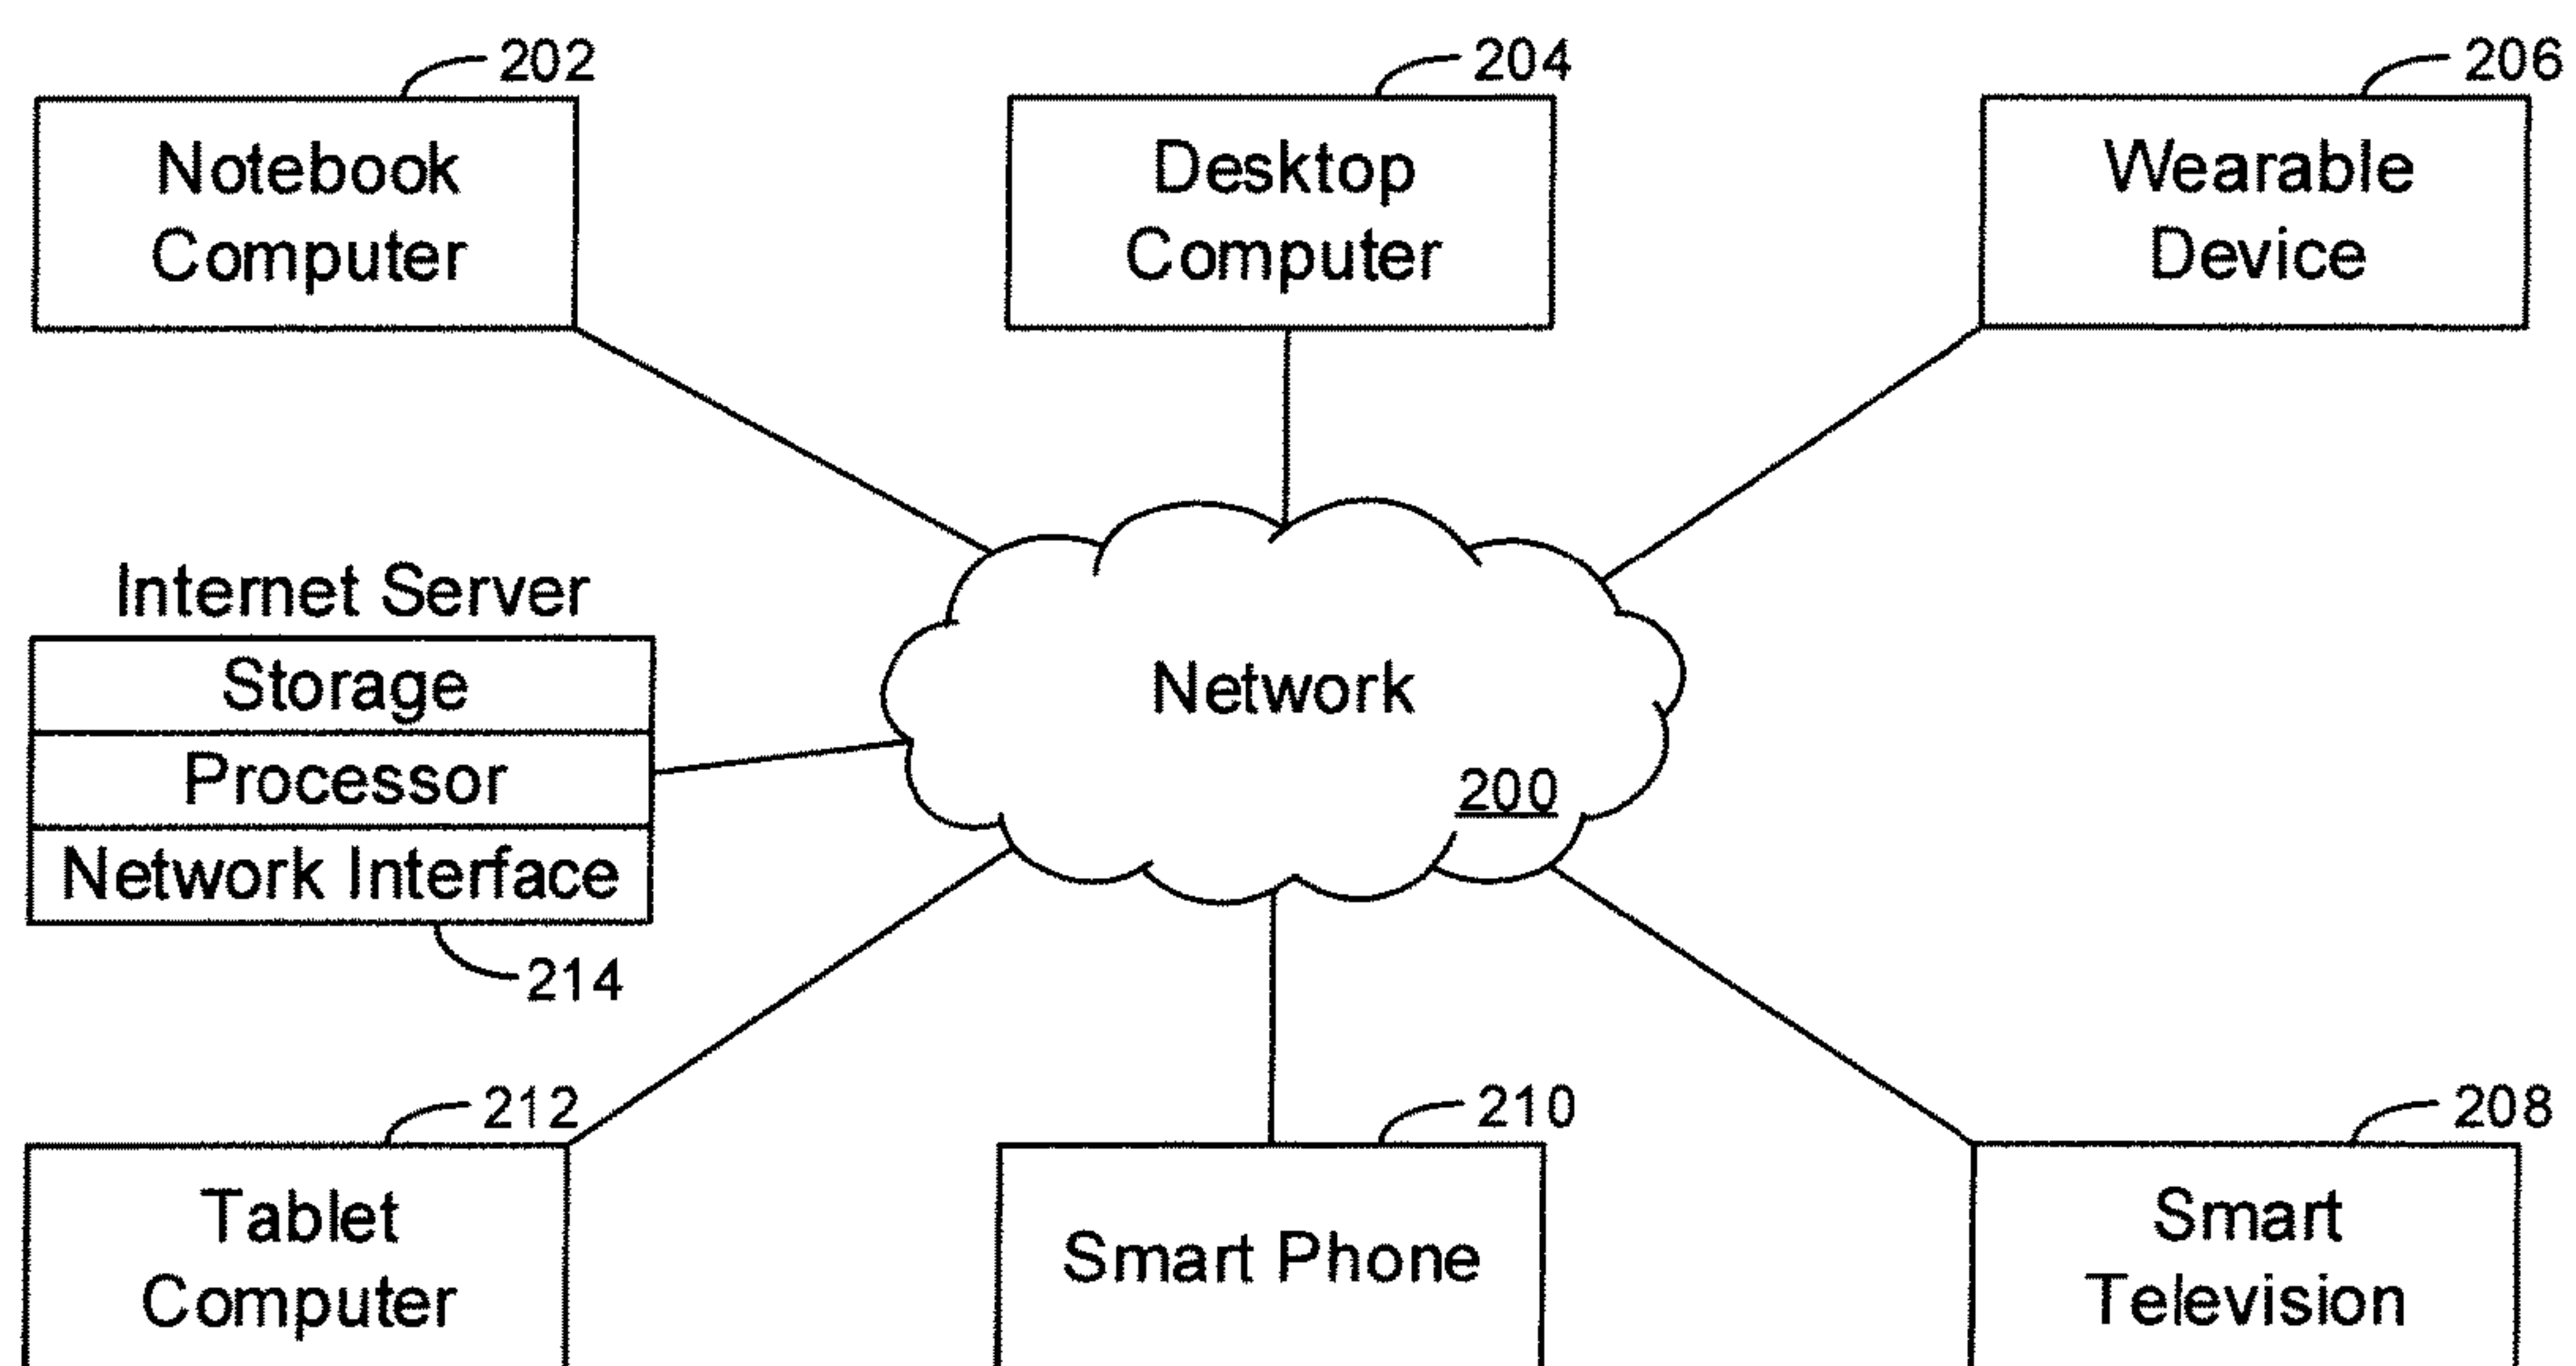 202
Notebook
Computer
204
Desktop
Computer
206
Wearable
Device
Internet Server
Storage
Processor
Network Interface
214
Network
200
212
Tablet
Computer
210
Smart Phone
208
Smart
Television